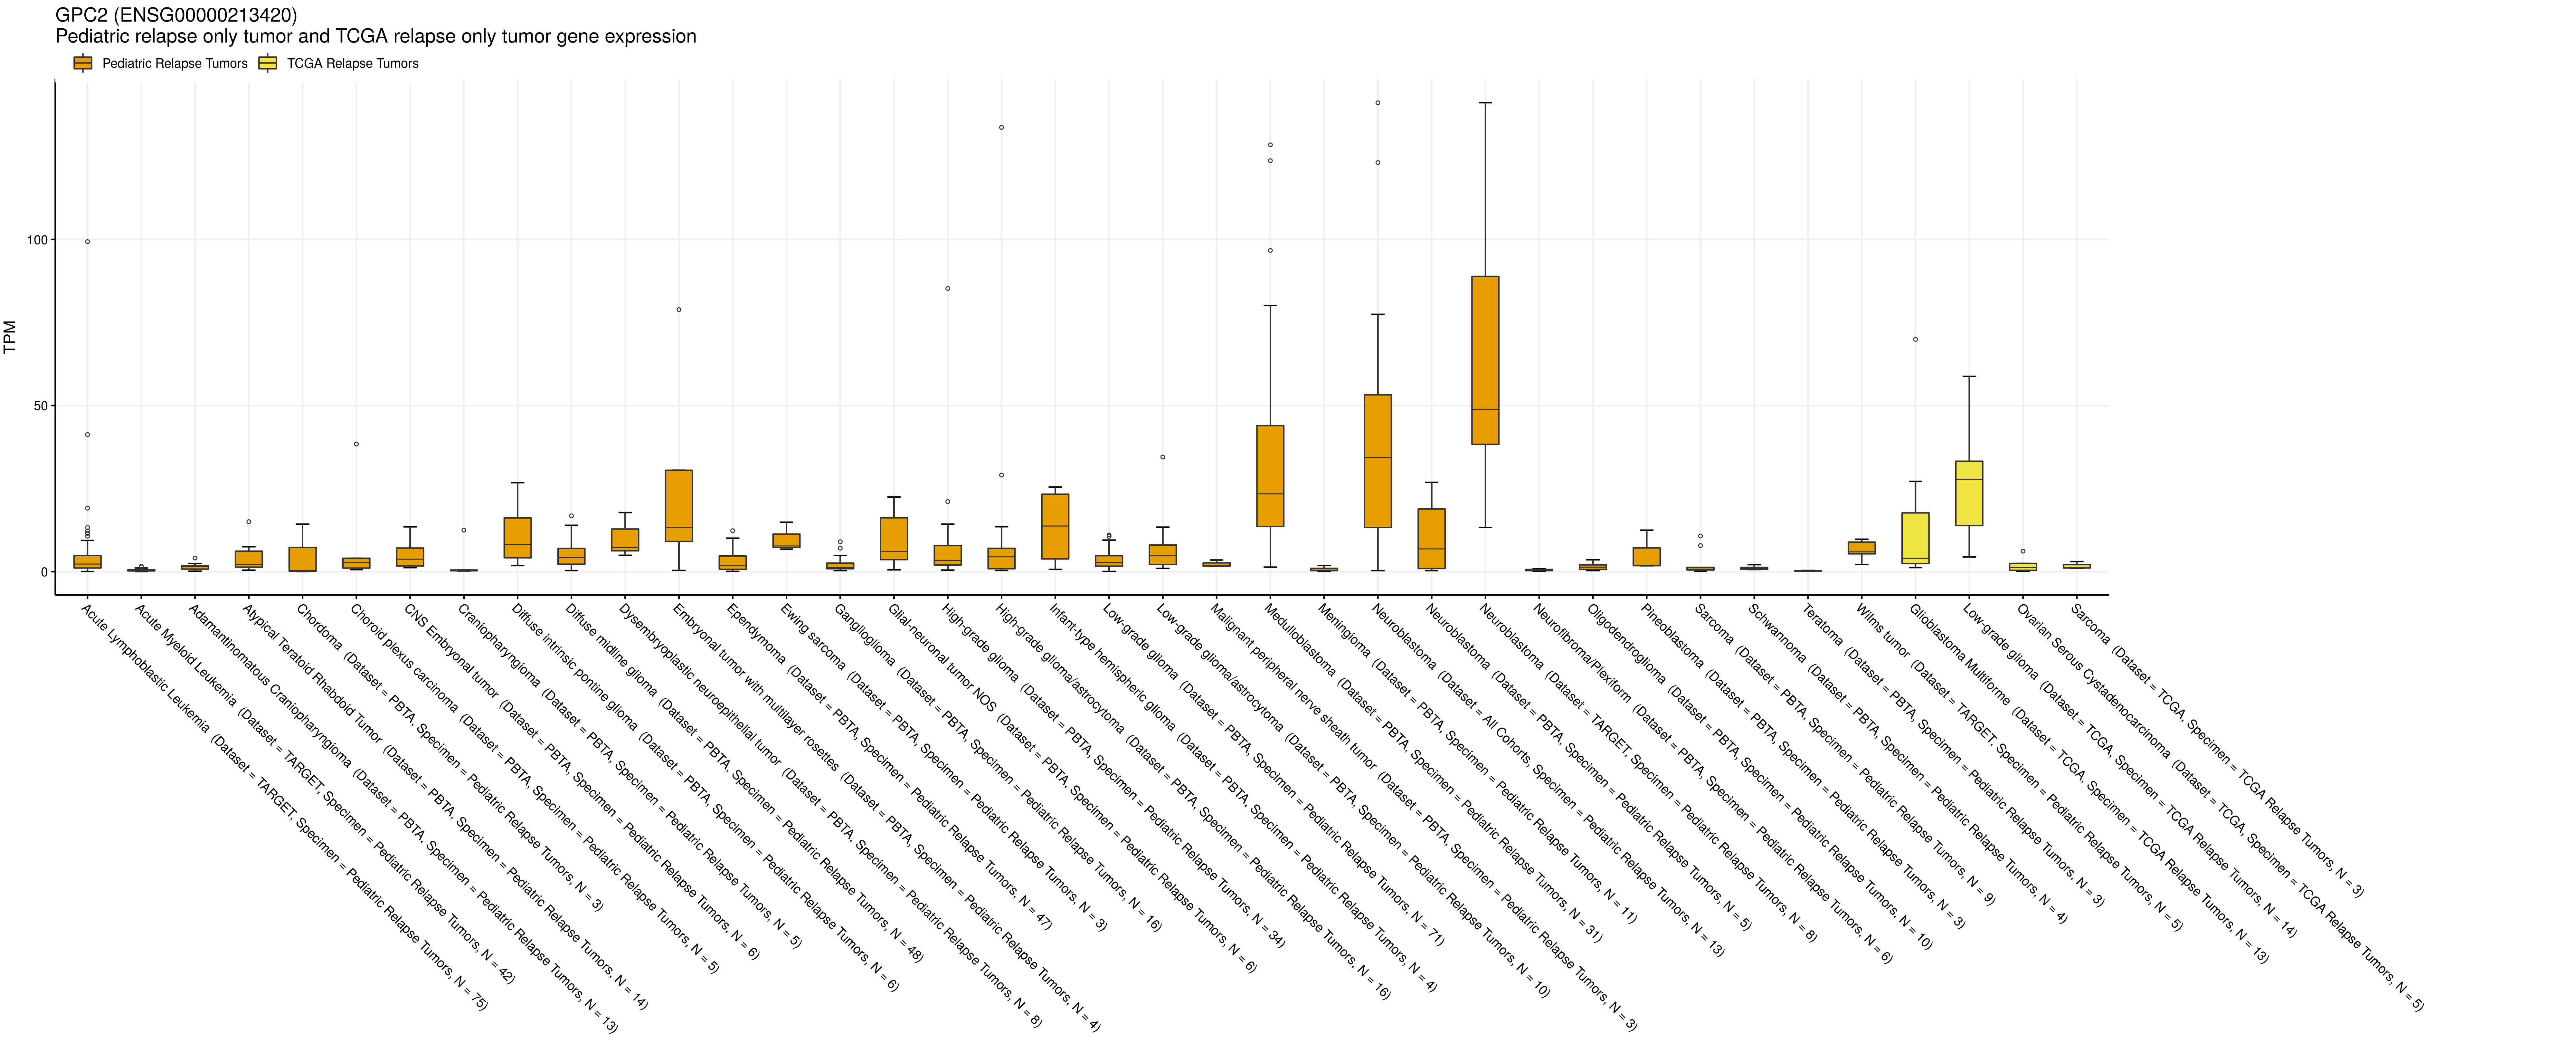 GPC2 (ENSG00000213420)
Pediatric relapse only tumor and TCGA relapse only tumor gene expression
Pediatric Relapse Tumors
TCGA Relapse Tumors
TPM
100
50
0
Acute Lymphoblastic Leukemia (Dataset = TARGET, Specimen = Pediatric Relapse Tumors, N = 75)
Acute Myeloid Leukemia (Dataset = TARGET, Specimen = Pediatric Relapse Tumors, N = 42)
Adamantinomatous Craniopharyngioma (Dataset = PBTA, Specimen = Pediatric Relapse Tumors, N = 13)
Atypical Teratoid Rhabdoid Tumor (Dataset = PBTA, Specimen = Pediatric Relapse Tumors, N = 14)
Chordoma (Dataset = PBTA, Specimen = Pediatric Relapse Tumors, N = 3)
Choroid plexus carcinoma (Dataset = PBTA, Specimen = Pediatric Relapse Tumors, N = 5)
CNS Embryonal tumor (Dataset = PBTA, Specimen = Pediatric Relapse Tumors, N = 6)
Craniopharyngioma (Dataset = PBTA, Specimen = Pediatric Relapse Tumors, N = 5)
Diffuse intrinsic pontine glioma (Dataset = PBTA, Specimen = Pediatric Relapse Tumors, N = 6)
Diffuse midline glioma (Dataset = PBTA, Specimen = Pediatric Relapse Tumors, N = 48)
Dysembryoplastic neuroepithelial tumor (Dataset = PBTA, Specimen = Pediatric Relapse Tumors, N = 8)
Embryonal tumor with multilayer rosettes (Dataset = PBTA, Specimen = Pediatric Relapse Tumors, N = 4)
Ependymoma (Dataset = PBTA, Specimen = Pediatric Relapse Tumors, N = 47)
Ewing sarcoma (Dataset = PBTA, Specimen = Pediatric Relapse Tumors, N = 3)
Ganglioglioma (Dataset = PBTA, Specimen = Pediatric Relapse Tumors, N = 16)
Glial-neuronal tumor NOS (Dataset = PBTA, Specimen = Pediatric Relapse Tumors, N = 6)
High-grade glioma (Dataset = PBTA, Specimen = Pediatric Relapse Tumors, N = 34)
High-grade glioma/astrocytoma (Dataset = PBTA, Specimen = Pediatric Relapse Tumors, N = 16)
Infant-type hemispheric glioma (Dataset = PBTA, Specimen = Pediatric Relapse Tumors, N = 4)
Low-grade glioma (Dataset = PBTA, Specimen = Pediatric Relapse Tumors, N = 71)
Low-grade glioma/astrocytoma (Dataset = PBTA, Specimen = Pediatric Relapse Tumors, N = 10)
Malignant peripheral nerve sheath tumor (Dataset = PBTA, Specimen = Pediatric Relapse Tumors, N = 3)
Medulloblastoma (Dataset = PBTA, Specimen = Pediatric Relapse Tumors, N = 31)
Meningioma (Dataset = PBTA, Specimen = Pediatric Relapse Tumors, N = 11)
Neuroblastoma (Dataset = All Cohorts, Specimen = Pediatric Relapse Tumors, N = 13)
Neuroblastoma (Dataset = PBTA, Specimen = Pediatric Relapse Tumors, N = 5)
Neuroblastoma (Dataset = TARGET, Specimen = Pediatric Relapse Tumors, N = 8)
Neurofibroma/Plexiform (Dataset = PBTA, Specimen = Pediatric Relapse Tumors, N = 6)
Oligodendroglioma (Dataset = PBTA, Specimen = Pediatric Relapse Tumors, N = 10)
Pineoblastoma (Dataset = PBTA, Specimen = Pediatric Relapse Tumors, N = 3)
Sarcoma (Dataset = PBTA, Specimen = Pediatric Relapse Tumors, N = 9)
Schwannoma (Dataset = PBTA, Specimen = Pediatric Relapse Tumors, N = 4)
Teratoma (Dataset = PBTA, Specimen = Pediatric Relapse Tumors, N = 3)
Wilms tumor (Dataset = TARGET, Specimen = Pediatric Relapse Tumors, N = 5)
Glioblastoma Multiforme (Dataset = TCGA, Specimen = TCGA Relapse Tumors, N = 13)
Low-grade glioma (Dataset = TCGA, Specimen = TCGA Relapse Tumors, N = 14)
Ovarian Serous Cystadenocarcinoma (Dataset = TCGA, Specimen = TCGA Relapse Tumors, N = 5)
Sarcoma (Dataset = TCGA, Specimen = TCGA Relapse Tumors, N = 3)